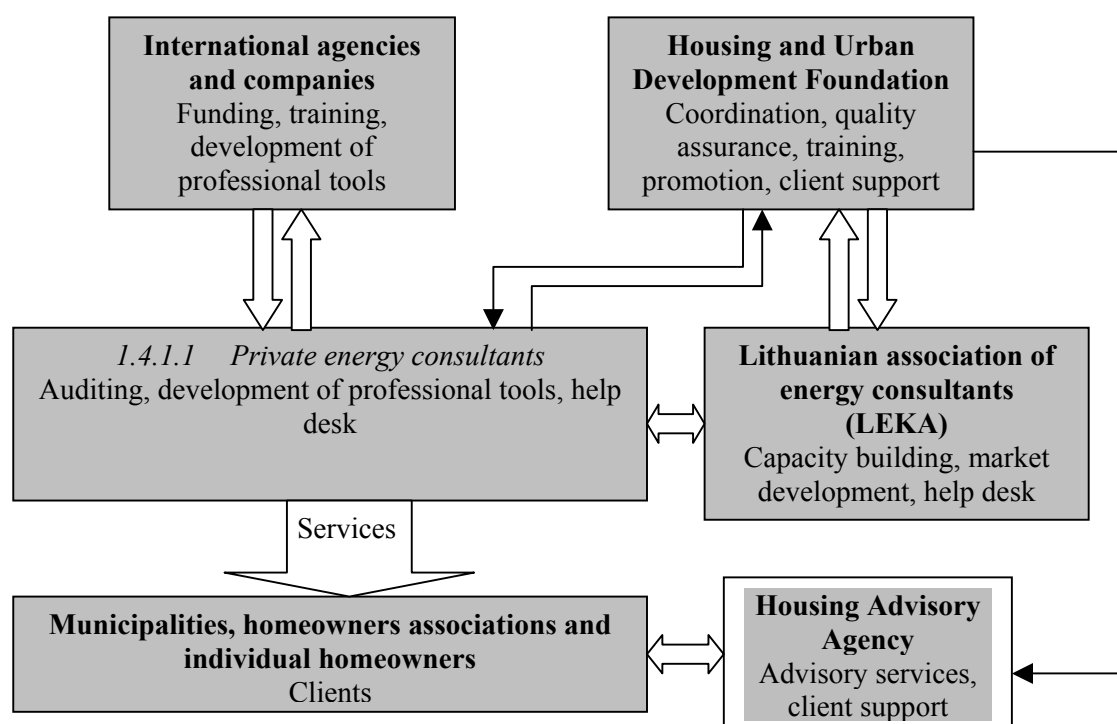 International agencies
and companies
Funding, training,
development of
professional tools
Housing and Urban
Development Foundation
Coordination, quality
assurance, training,
promotion, client support
1.4.1.1 Private energy consultants
Auditing, development of professional tools, help
desk
Lithuanian association of
energy consultants
(LEKA)
Capacity building, market
development, help desk
Services
Municipalities, homeowners associations and
individual homeowners
Clients
Housing Advisory
Agency
Advisory services,
client support